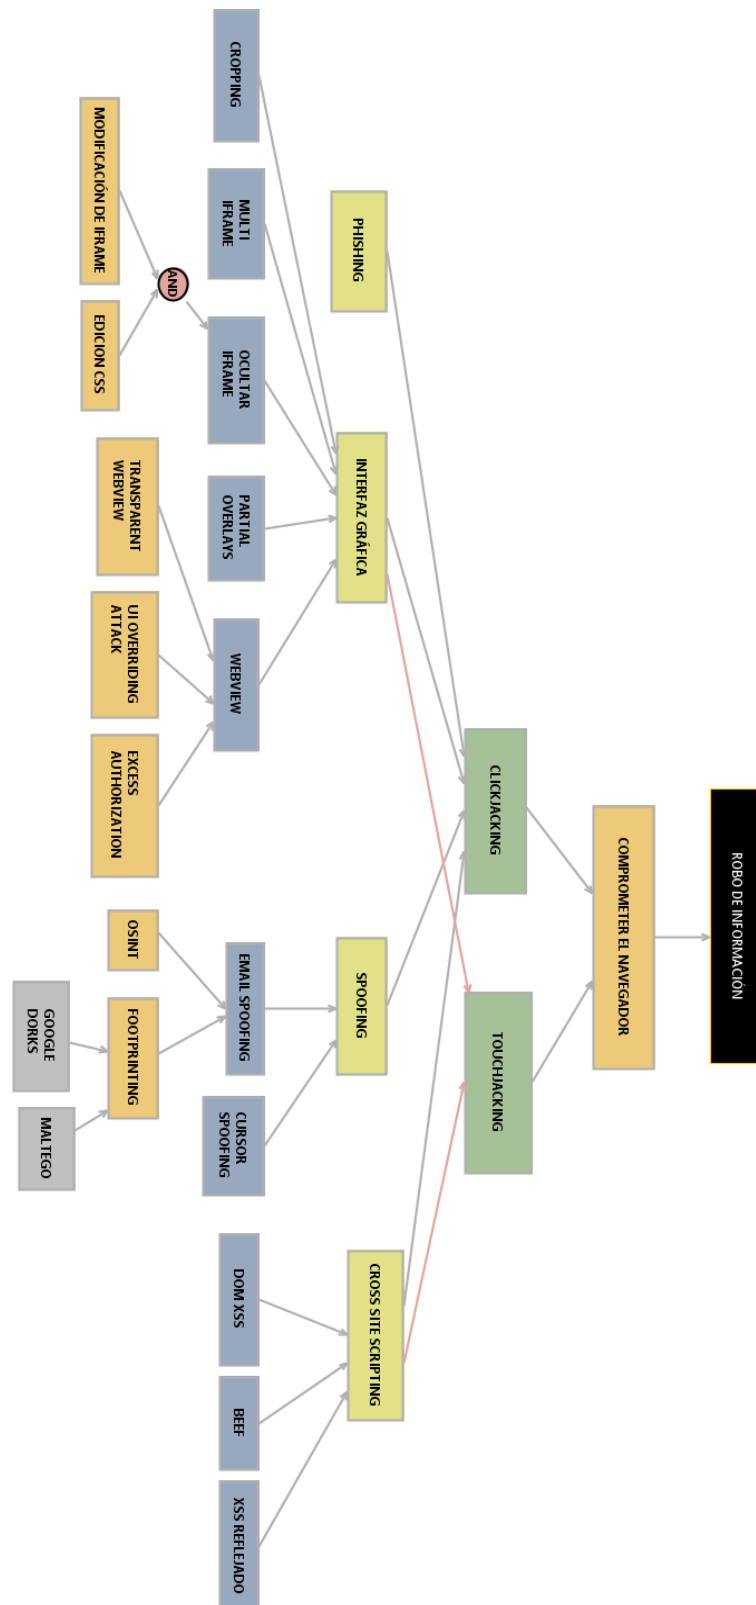 ROBO DE INFORMACIÓN
COMPROMETER EL NAVEGADOR
CLICKJACKING
TOUCHJACKING
PHISHING
INTERFAZ GRÁFICA
SPOOFING
CROSS SITE SCRIPTING
CROPPING
MULTI
IFRAME
OCULTAR
IFRAME
PARTIAL
OVERLAYS
WEBVIEW
EMAIL SPOOFING
CURSOR
SPOOFING
DOM XSS
BEEF
XSS REFLEJADO
AND
MODIFICACIÓN DE IFRAME
EDICION CSS
TRANSPARENT
WEBVIEW
UI OVERRIDING
ATTACK
EXCESS
AUTHORIZATION
OSINT
FOOTPRINTING
GOOGLE
DORKS
MALTEGO